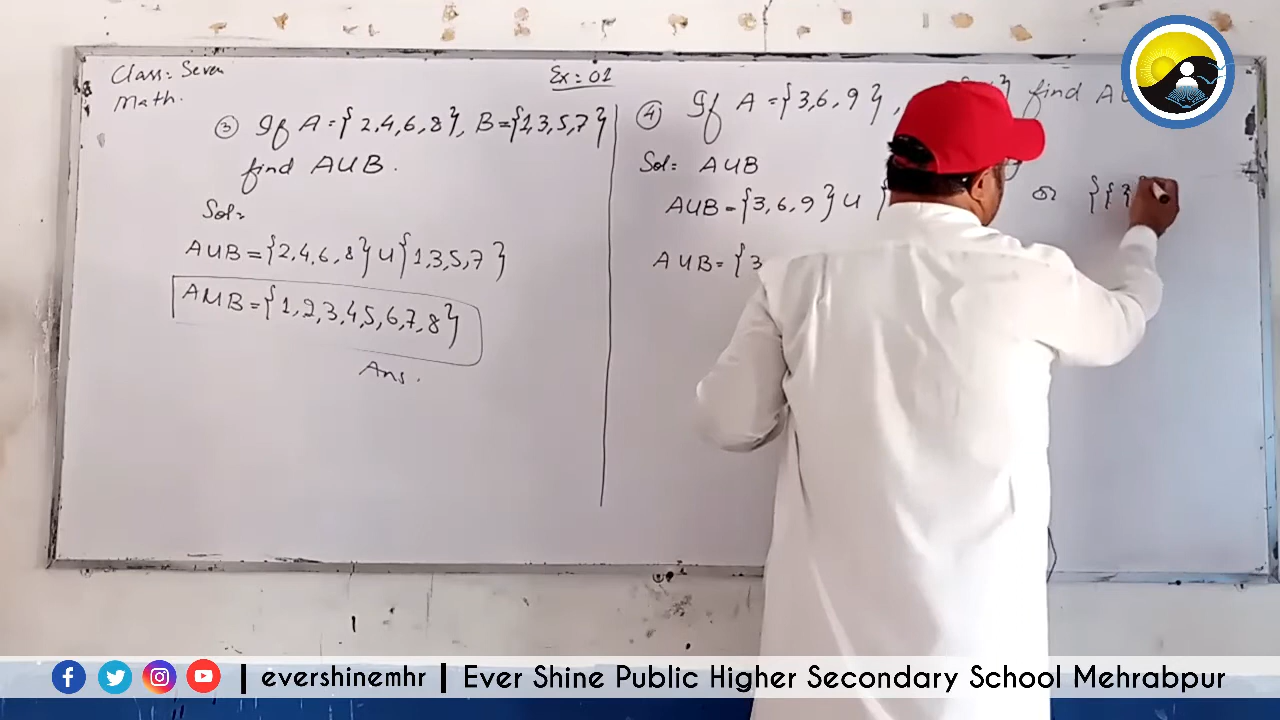 Class: Seven
Math.
Ex: 01
③ If A = {2,4,6,8}, B = {1,3,5,7}
find AUB.
Sol=
AUB = {2,4,6,8} U {1,3,5,7}
AUB = {1,2,3,4,5,6,7,8}
Ans.
④ If A = {3,6,9}, find
Sol= AUB
AUB = {3,6,9} U {
or {{}
AUB = {3
| evershinemhr | Ever Shine Public Higher Secondary School Mehrabpur